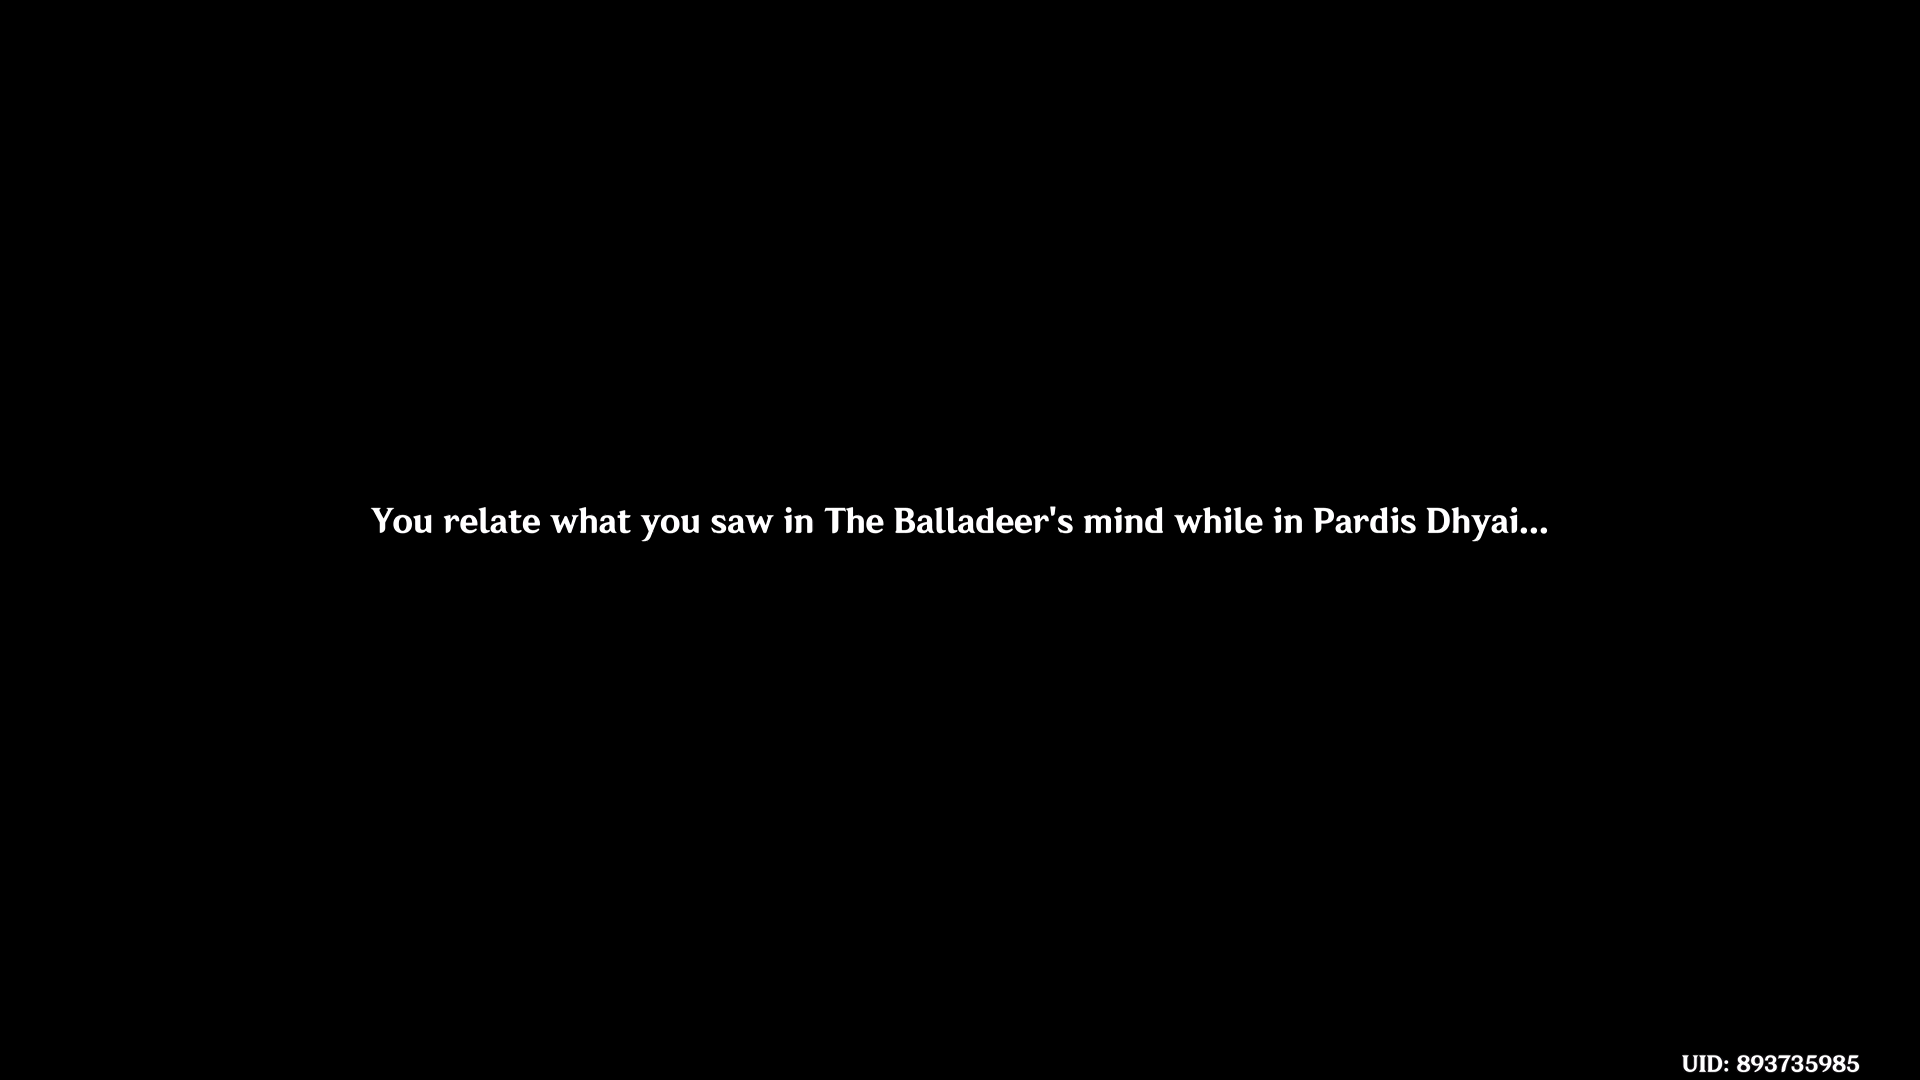 You relate what you saw in The Balladeer's mind while in Pardis Dhyai...
UID: 893735985